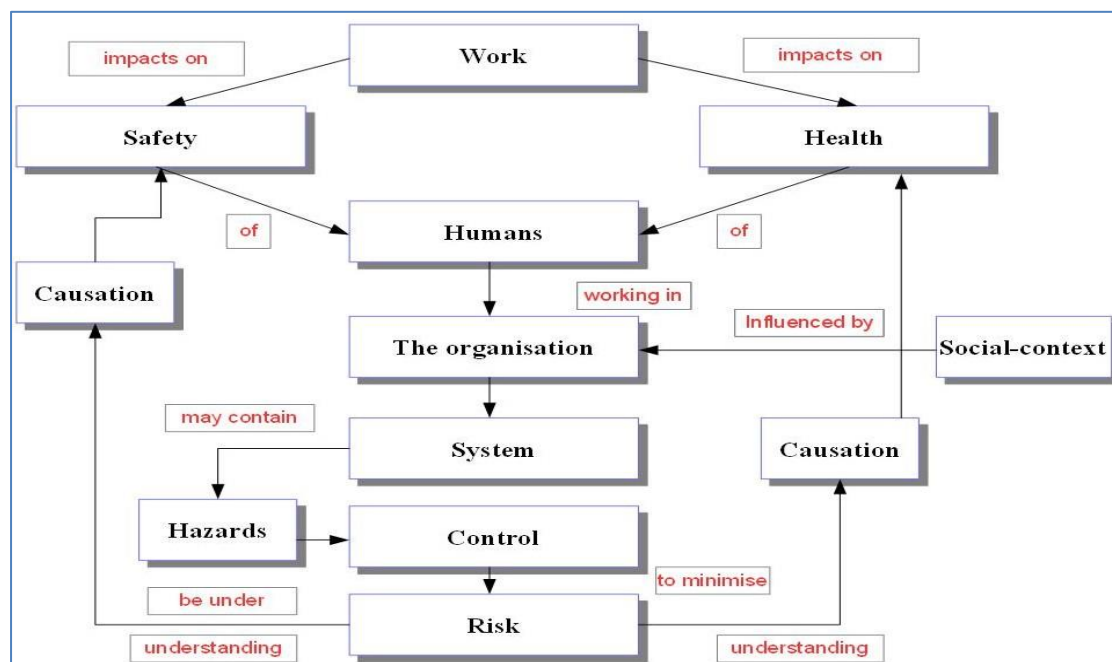 Work
impacts on
impacts on
Safety
Health
of
Humans
of
Causation
working in
Influenced by
The organisation
Social-context
may contain
System
Causation
Hazards
Control
to minimise
be under
Risk
understanding
understanding